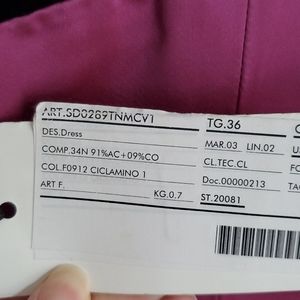 ART.SD0289TNMCV1 TG.36
DES.Dress MAR.03 LIN.02
COMP.34N 91%AC+09%CO CL.TEC.CL
COL.F0912 CICLAMINO 1 Doc.00000213
ART F. KG.0.7 ST.20081